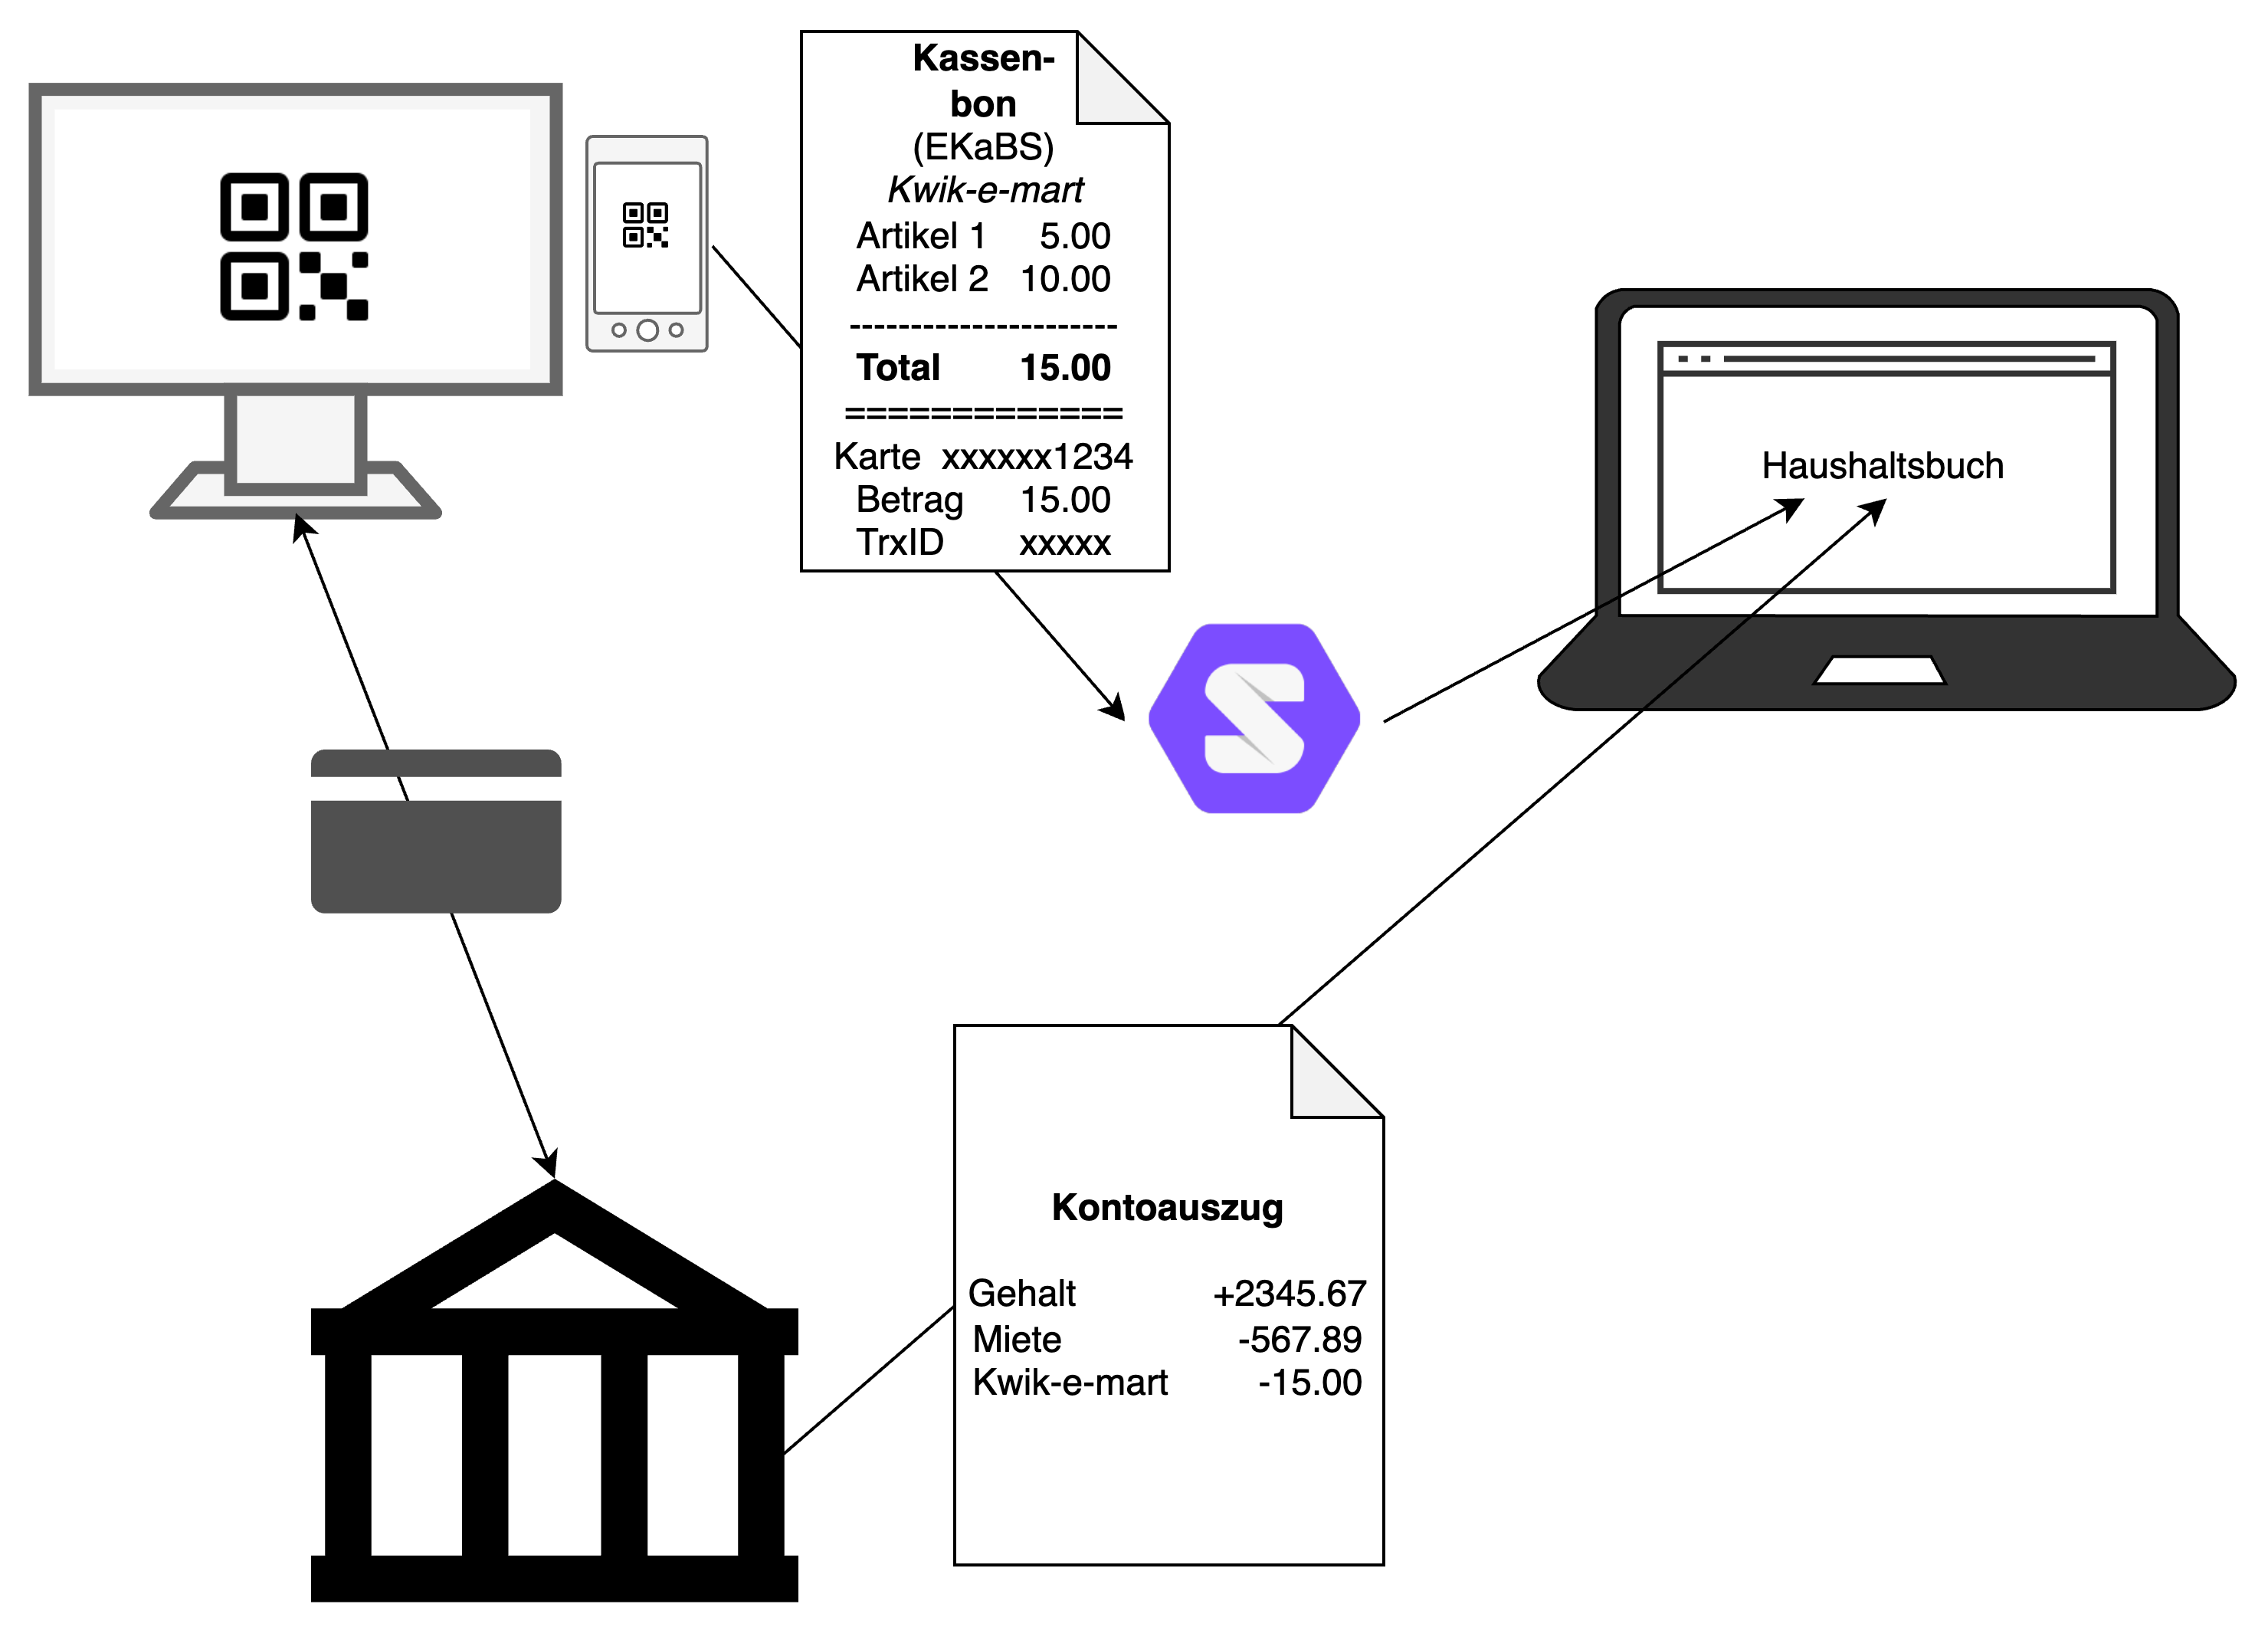 Kassen-
bon
(EKaBS)
Kwik-e-mart
Artikel 1 5.00
Artikel 2 10.00
----------------------
Total 15.00
=============
Karte xxxxxx1234
Betrag 15.00
TrxID xxxxx
Haushaltsbuch
Kontoauszug
Gehalt +2345.67
Miete -567.89
Kwik-e-mart -15.00